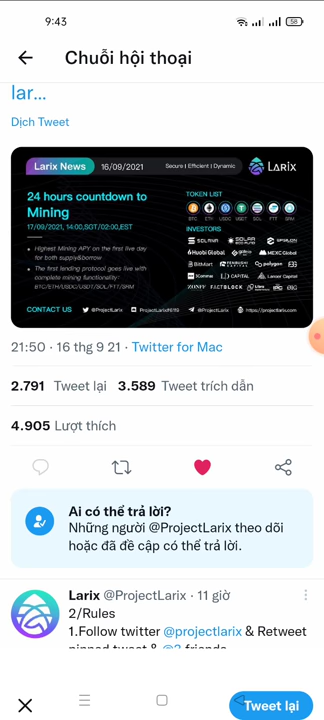 9:43
58
Chuỗi hội thoại
lar...
Dịch Tweet
Larix News 16/09/2021 Secure | Efficient | Dynamic LARIX
24 hours countdown to
Mining
17/09/2021, 14:00,SGT/02:00,EST
Highest Mining APY on the first live day
for both supply&borrow
The first lending protocol goes live with
complete mining functionality:
BTC/ETH/USDC/USDT/SOL/FTT/SRM
TOKEN LIST
BTC ETH USDC USDT SOL FTT SRM
INVESTORS
Huobi Global MEXC Global
BitMart polygon
CAPITAL Lancer Capital
FACTBLOCK
CONTACT US @ProjectLarix @ProjectLarix https://projectlarix.com
21:50 · 16 thg 9 21 · Twitter for Mac
2.791 Tweet lại 3.589 Tweet trích dẫn
4.905 Lượt thích
Ai có thể trả lời?
Những người @ProjectLarix theo dõi
hoặc đã đề cập có thể trả lời.
Larix @ProjectLarix · 11 giờ
2/Rules
1.Follow twitter @projectlarix & Retweet
pinned tweet & @3 friends
Tweet lại